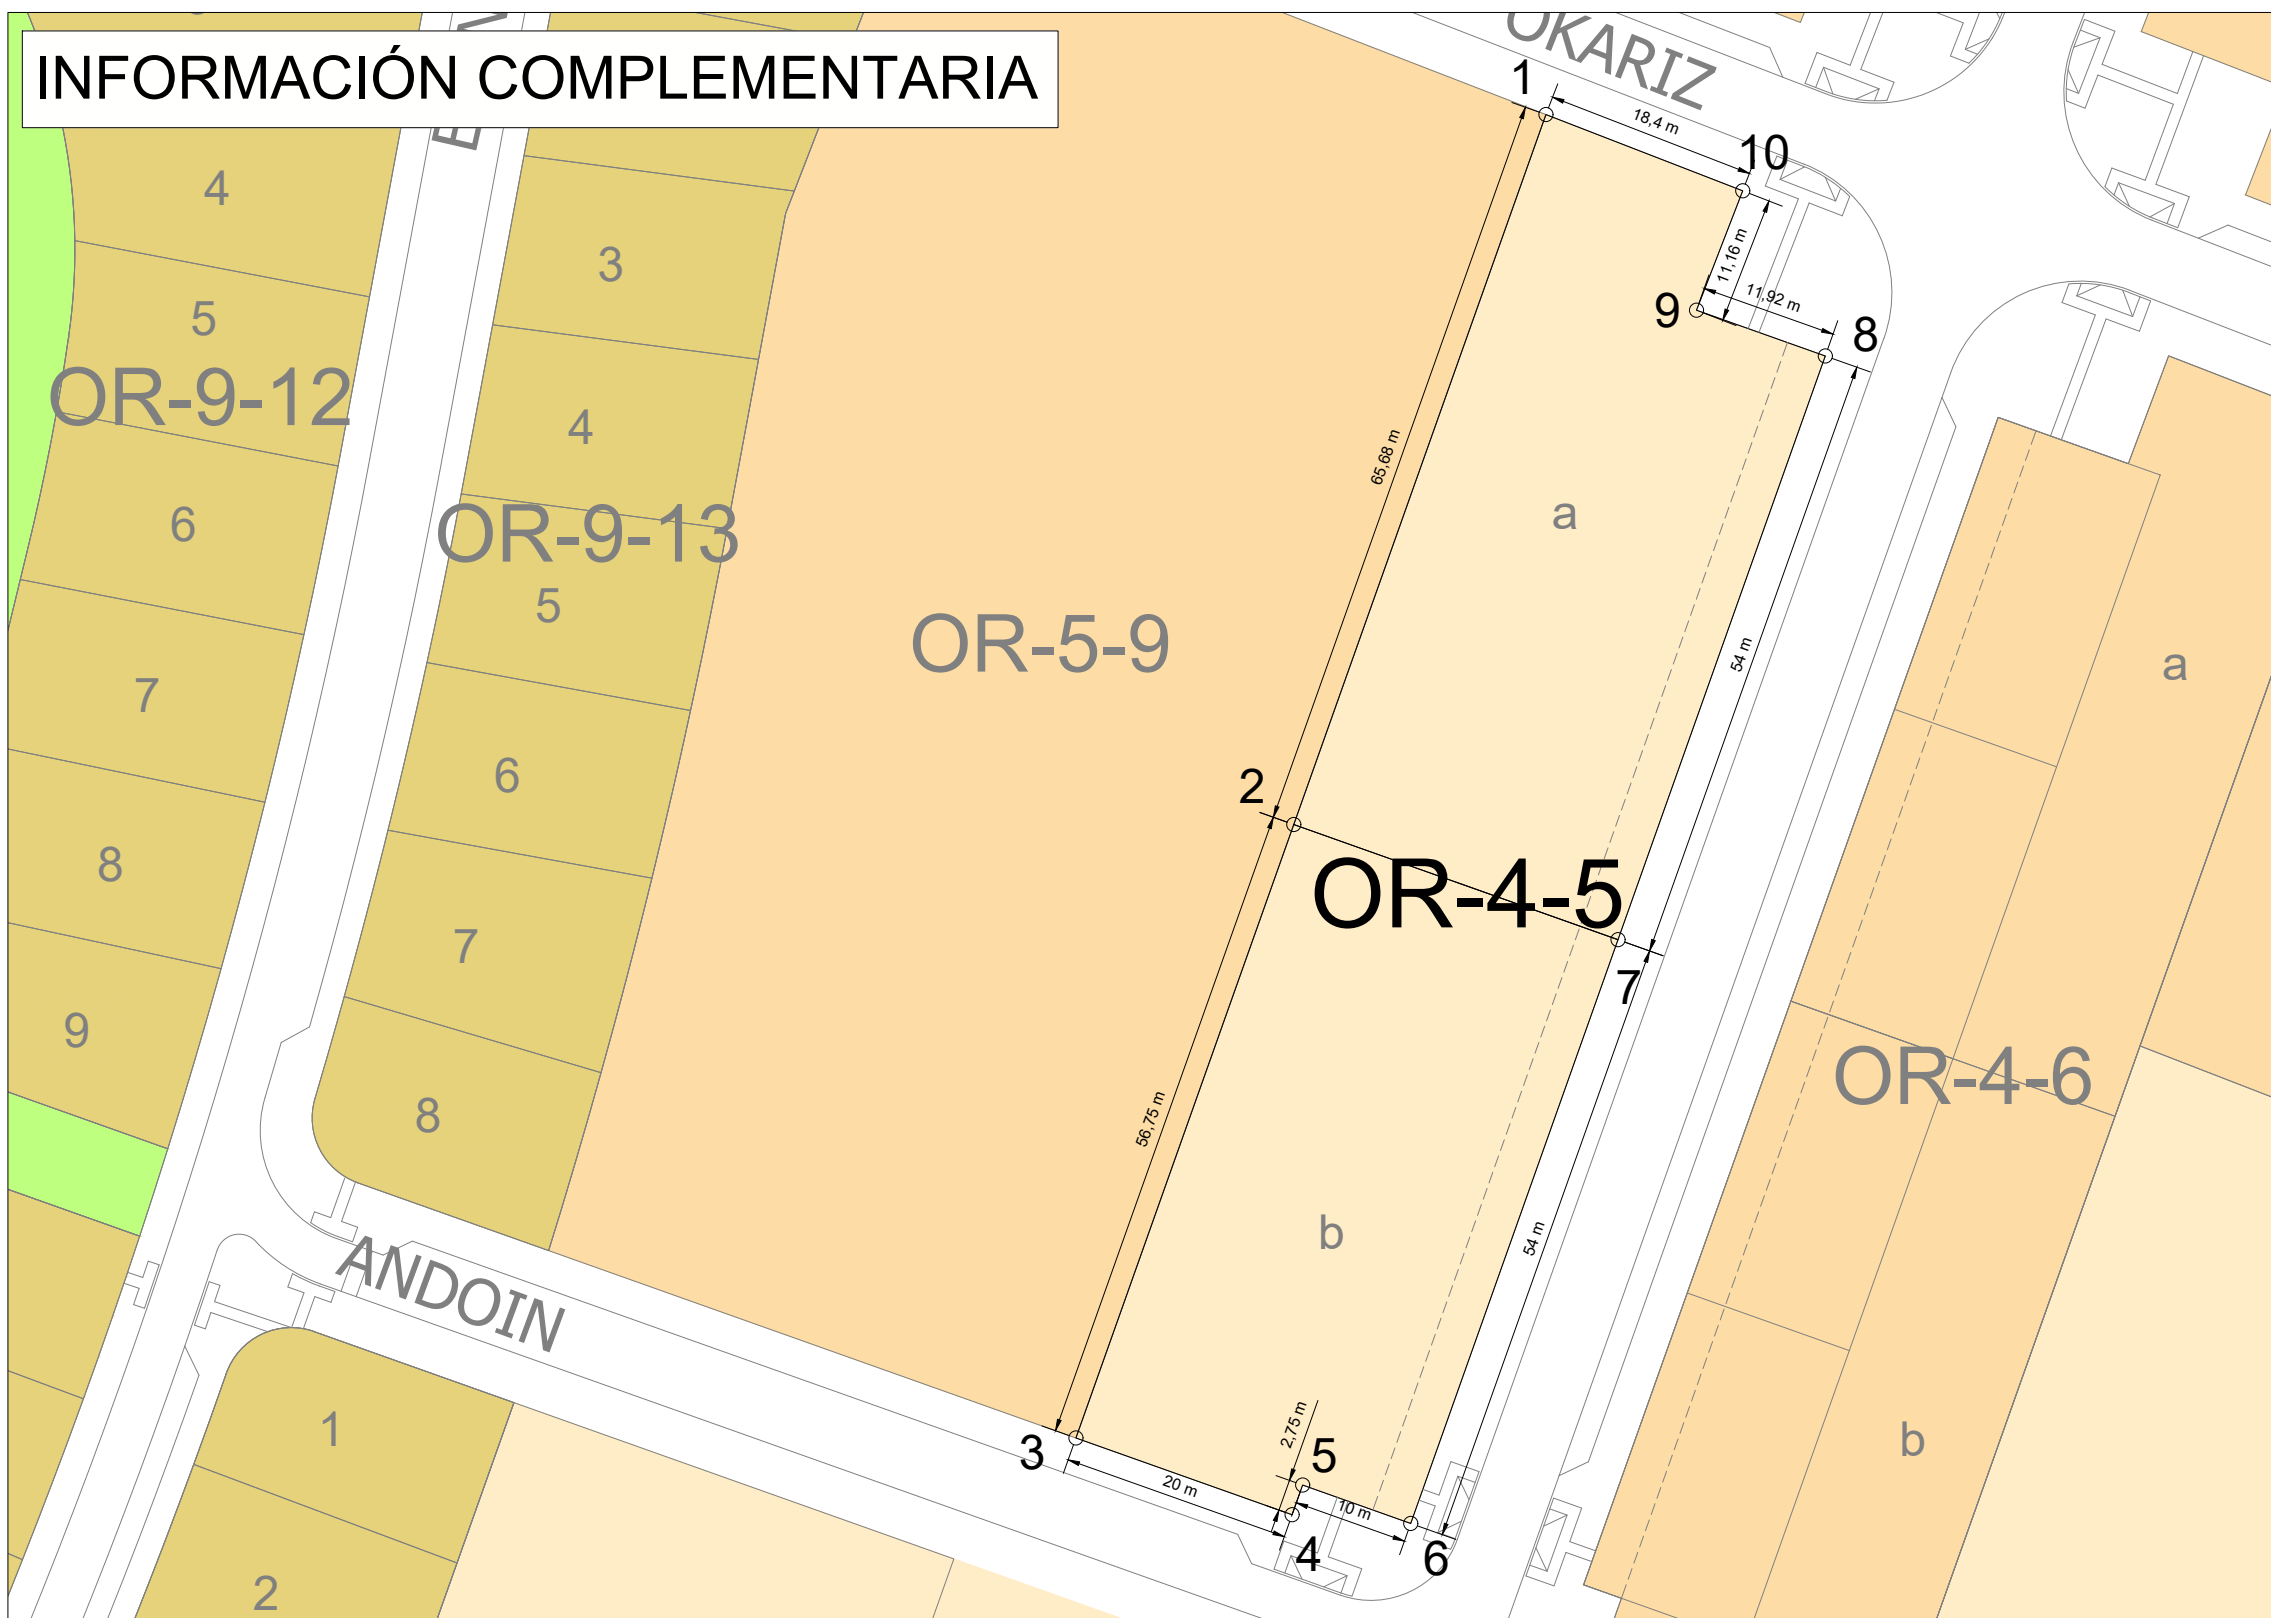 INFORMACIÓN COMPLEMENTARIA
OKARIZ
1
18,4 m
10
4
3
11,16 m
11,92 m
9
8
5
OR-9-12
4
65,68 m
a
6
OR-9-13
5
OR-5-9
54 m
a
7
6
2
8
OR-4-5
7
7
9
OR-4-6
8
56,75 m
b
54 m
ANDOIN
1
3
2,75 m
5
b
20 m
10 m
4
6
2